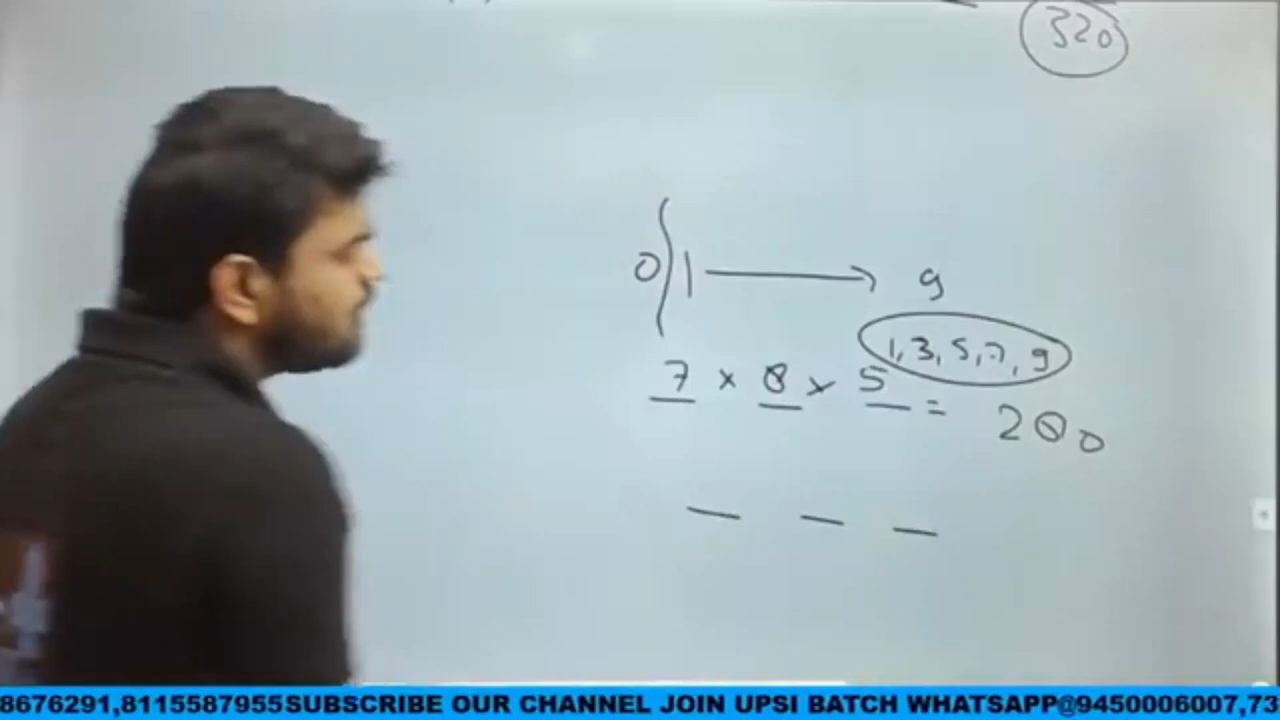 320
0 1 → 9
1, 3, 5, 7, 9
7 × 8 × 5 = 280
8676291,8115587955SUBSCRIBE OUR CHANNEL JOIN UPSI BATCH WHATSAPP@9450006007,73